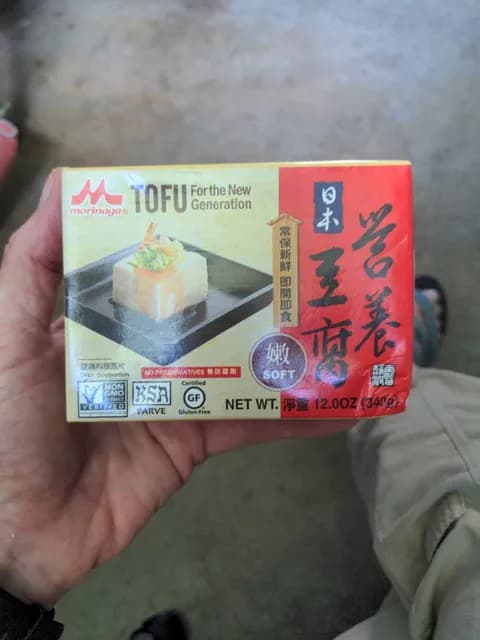 morinaga
TOFU For the New
Generation
日本
営養
豆腐
常保新鮮 即開即食
嫩
SOFT
NO PRESERVATIVES 無防腐劑
NON
GMO
VERIFIED
KSA
PARVE
Certified
GF
Gluten-Free
NET WT. 淨重 12.0OZ (340g)